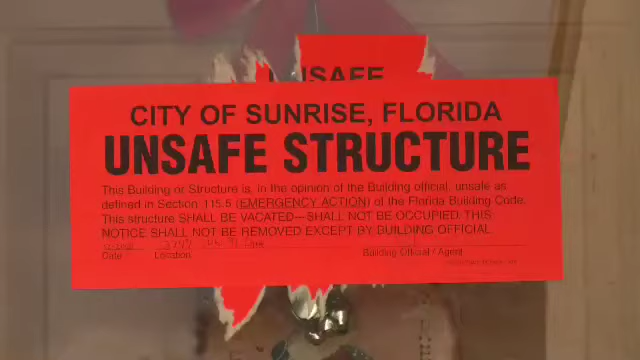 UNSAFE
CITY OF SUNRISE, FLORIDA
UNSAFE STRUCTURE
This Building or Structure is, in the opinion of the Building official, unsafe as
defined in Section 115.5 (EMERGENCY ACTION) of the Florida Building Code.
This structure SHALL BE VACATED—SHALL NOT BE OCCUPIED. THIS
NOTICE SHALL NOT BE REMOVED EXCEPT BY BUILDING OFFICIAL
Date Location Building Official / Agent